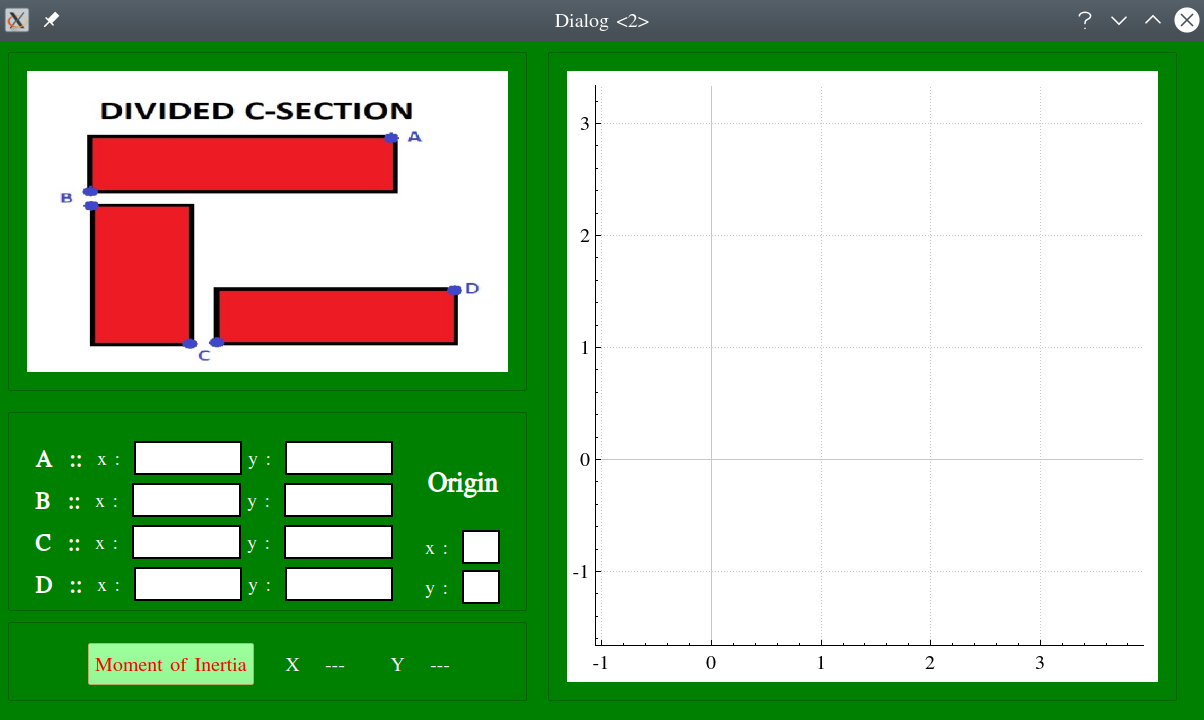 Dialog <2>
DIVIDED C-SECTION
A
B
D
C
A :: x : y :
B :: x : y :
C :: x : y :
D :: x : y :
Origin
x :
y :
Moment of Inertia X --- Y ---
3
2
1
0
-1
-1 0 1 2 3